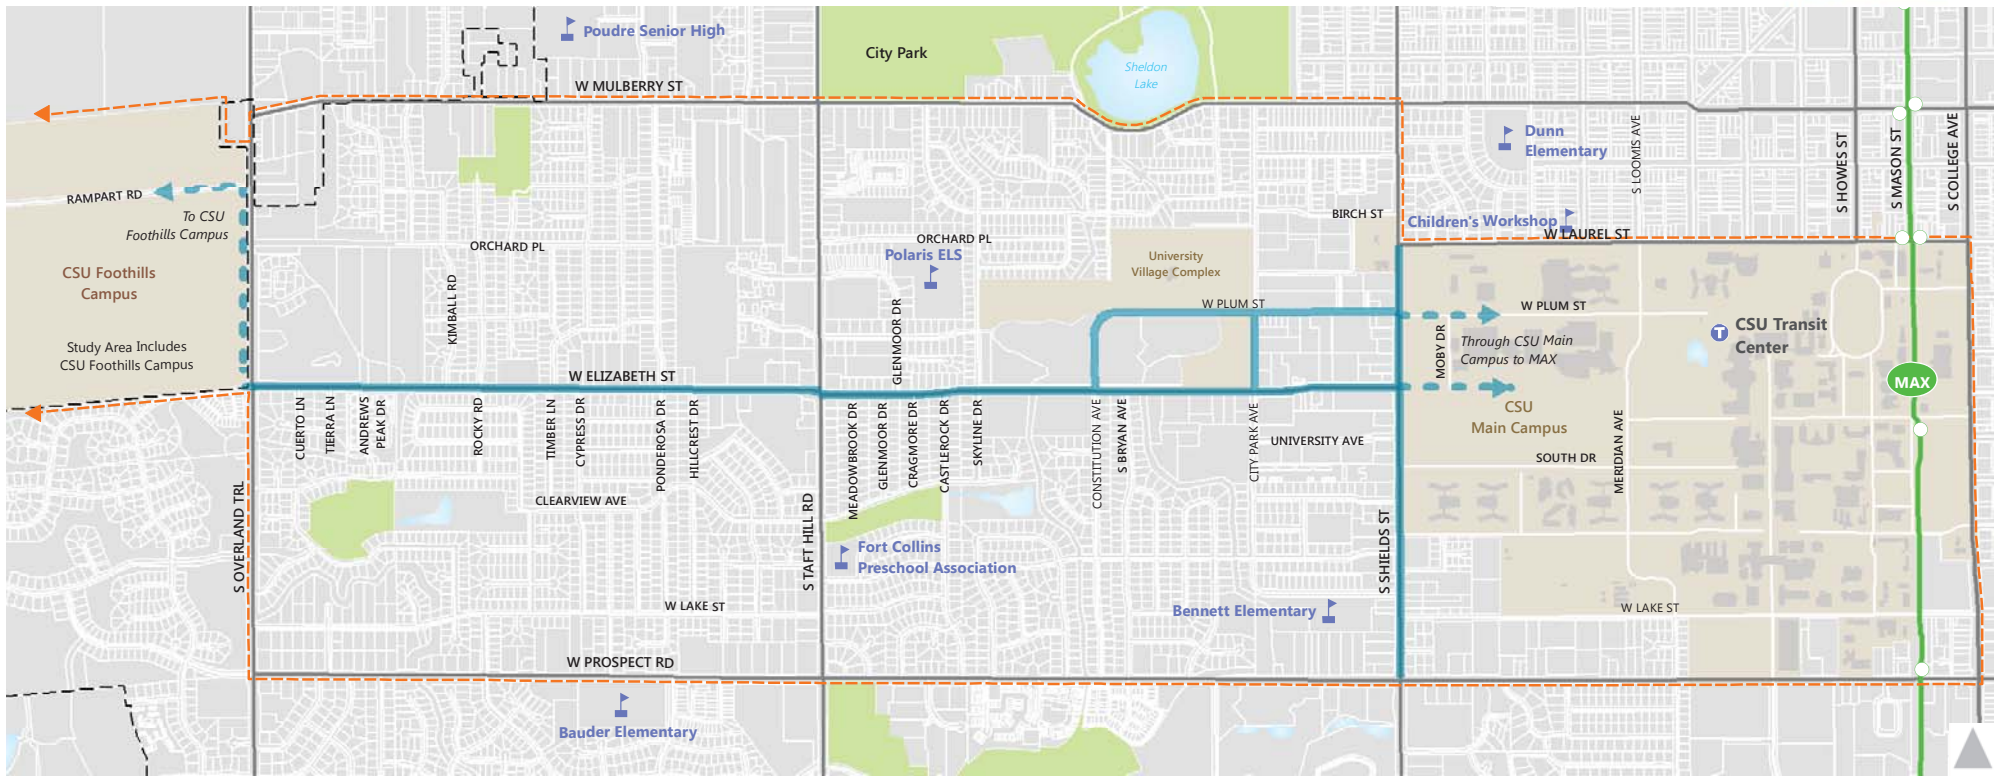 Poudre Senior High
City Park
Sheldon
Lake
W MULBERRY ST
Dunn
Elementary
S LOOMIS AVE
S HOWES ST
S MASON ST
S COLLEGE AVE
RAMPART RD
To CSU
Foothills Campus
BIRCH ST
Children's Workshop
W LAUREL ST
ORCHARD PL
ORCHARD PL
Polaris ELS
University
Village Complex
CSU Foothills
Campus
KIMBALL RD
GLENMOOR DR
W PLUM ST
W PLUM ST
MOBY DR
Through CSU Main
Campus to MAX
T
CSU Transit
Center
Study Area Includes
CSU Foothills Campus
W ELIZABETH ST
MAX
CUERTO LN
TIERRA LN
ANDREWS
PEAK DR
ROCKY RD
TIMBER LN
CYPRESS DR
PONDEROSA DR
HILLCREST DR
MEADOWBROOK DR
GLENMOOR DR
CRAGMORE DR
CASTLEROCK DR
SKYLINE DR
CONSTITUTION AVE
S BRYAN AVE
CITY PARK AVE
UNIVERSITY AVE
CSU
Main Campus
MERIDIAN AVE
SOUTH DR
CLEARVIEW AVE
S OVERLAND TRL
S TAFT HILL RD
S SHIELDS ST
Fort Collins
Preschool Association
Bennett Elementary
W LAKE ST
W LAKE ST
W PROSPECT RD
Bauder Elementary